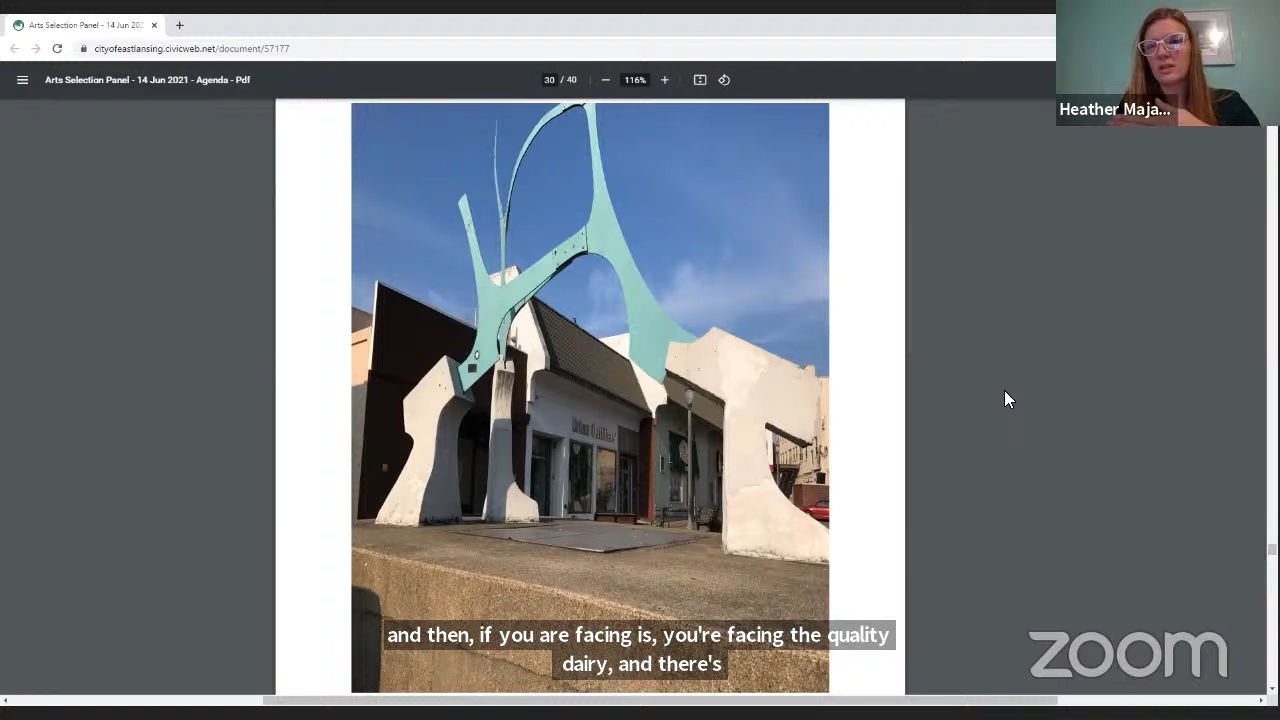 Arts Selection Panel - 14 Jun 202
cityofeastlansing.civicweb.net/document/57177
Arts Selection Panel - 14 Jun 2021 - Agenda - Pdf
30 / 40
116%
Heather Maja...
Urban Outfitters
and then, if you are facing is, you're facing the quality
dairy, and there's
zoom